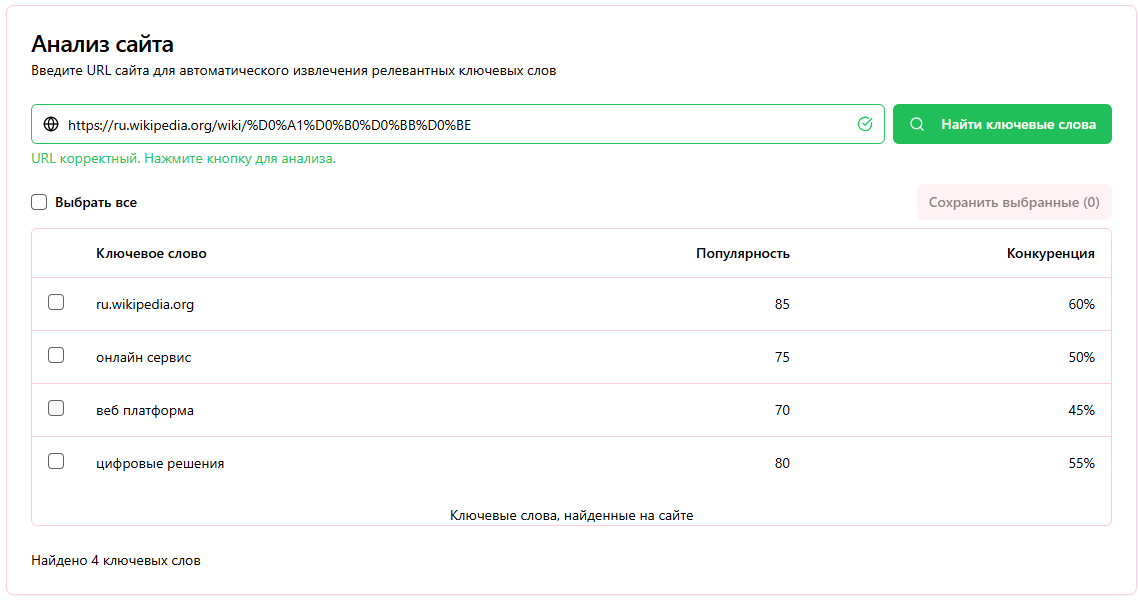 Анализ сайта
Введите URL сайта для автоматического извлечения релевантных ключевых слов
https://ru.wikipedia.org/wiki/%D0%A1%D0%B0%D0%BB%D0%BE
Найти ключевые слова
URL корректный. Нажмите кнопку для анализа.
Выбрать все
Сохранить выбранные (0)
Ключевое слово Популярность Конкуренция
ru.wikipedia.org 85 60%
онлайн сервис 75 50%
веб платформа 70 45%
цифровые решения 80 55%
Ключевые слова, найденные на сайте
Найдено 4 ключевых слов